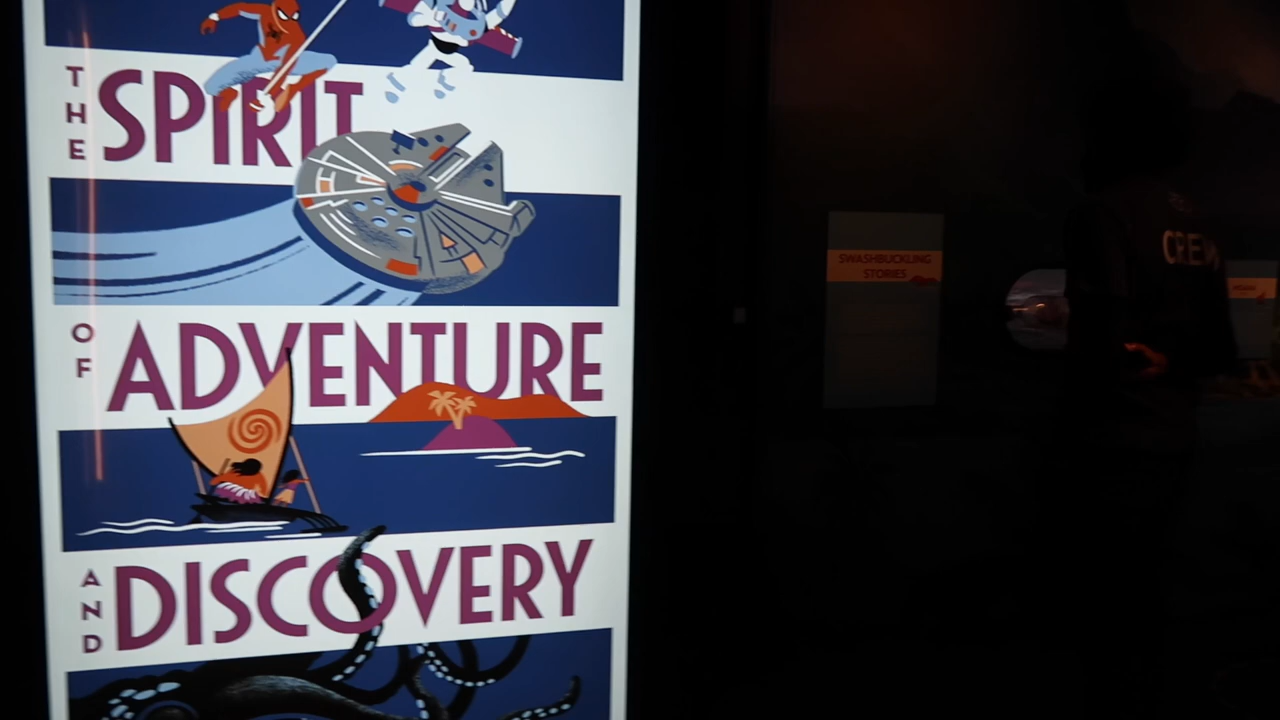 THE SPIRIT
OF ADVENTURE
AND DISCOVERY
SWASHBUCKLING
STORIES
CREW